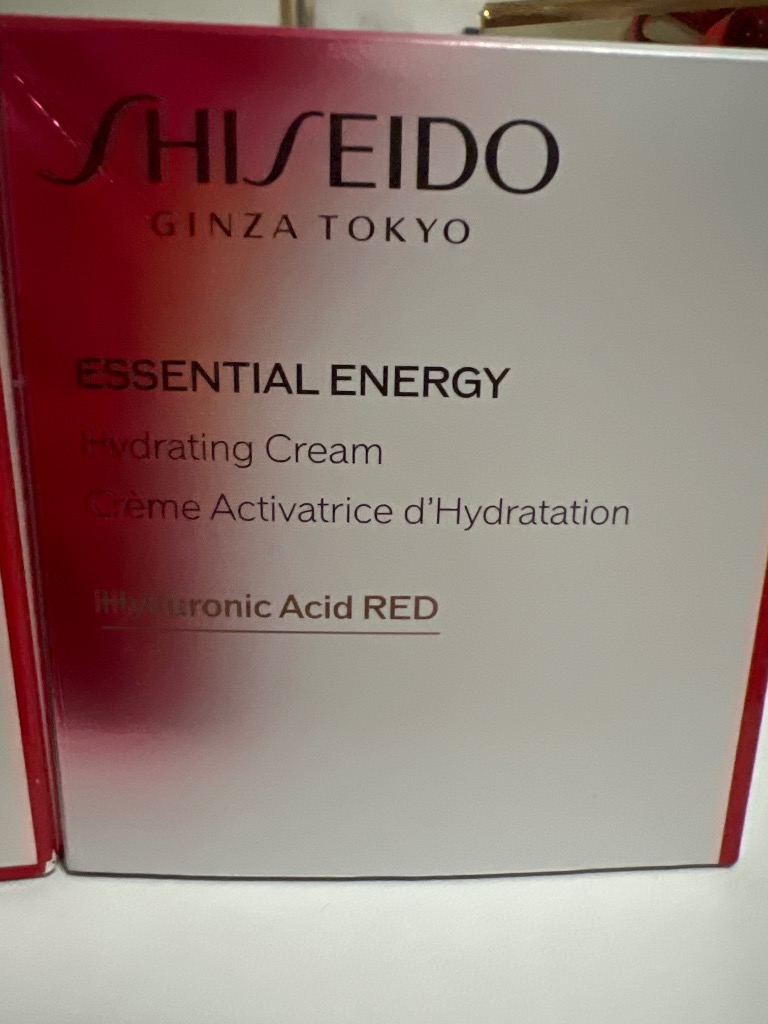 SHISEIDO
GINZA TOKYO
ESSENTIAL ENERGY
Hydrating Cream
Crème Activatrice d'Hydratation
Hyaluronic Acid RED